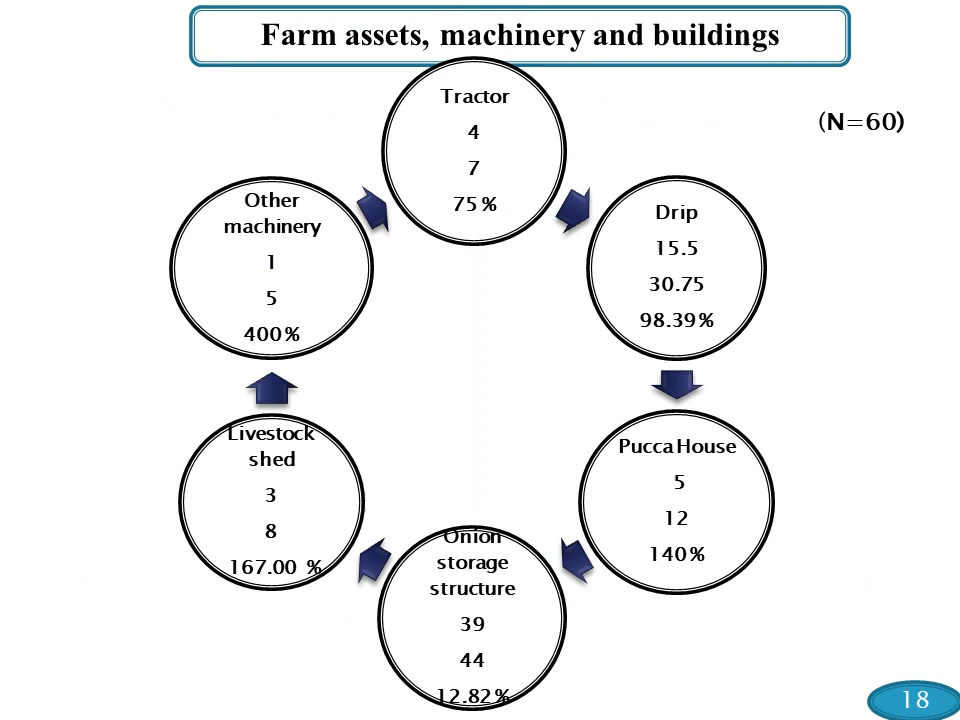 Farm assets, machinery and buildings
(N=60)
Tractor
4
7
75%
Drip
15.5
30.75
98.39%
Pucca House
5
12
140%
Onion
storage
structure
39
44
12.82%
Livestock
shed
3
8
167.00 %
Other
machinery
1
5
400%
18